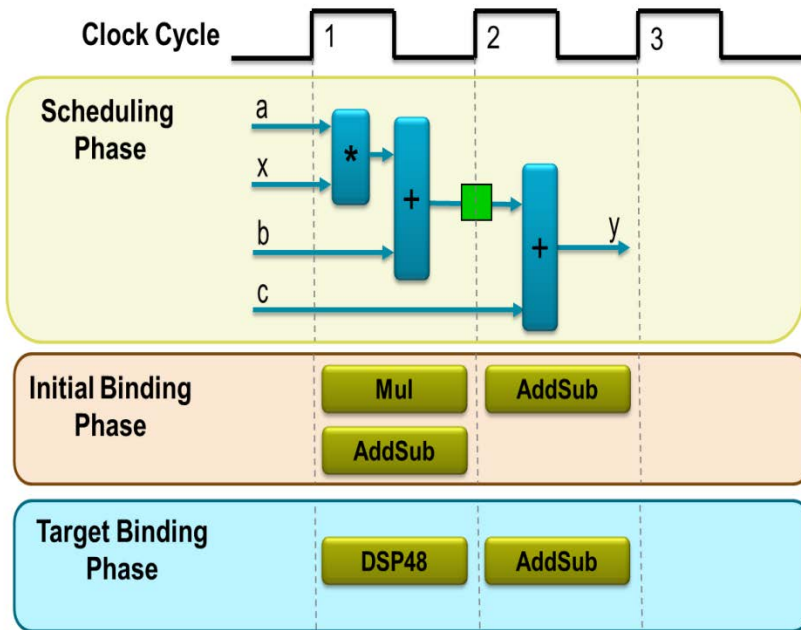 Clock Cycle
1
2
3
Scheduling
Phase
a
x
b
c
*
+
+
y
Initial Binding
Phase
Mul
AddSub
AddSub
Target Binding
Phase
DSP48
AddSub